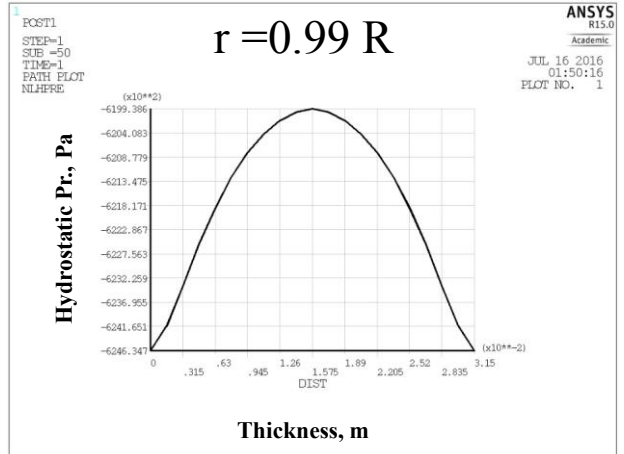 1
POST1
STEP=1
SUB =50
TIME=1
PATH PLOT
NLHPRE
r =0.99 R
ANSYS
R15.0
Academic
JUL 16 2016
01:50:16
PLOT NO. 1
(x10**2)
-6199.386
-6204.083
-6208.779
-6213.475
-6218.171
-6222.867
-6227.563
-6232.259
-6236.955
-6241.651
-6246.347
Hydrostatic Pr., Pa
(x10**-2)
0 .63 1.26 1.89 2.52 3.15
.315 .945 1.575 2.205 2.835
DIST
Thickness, m